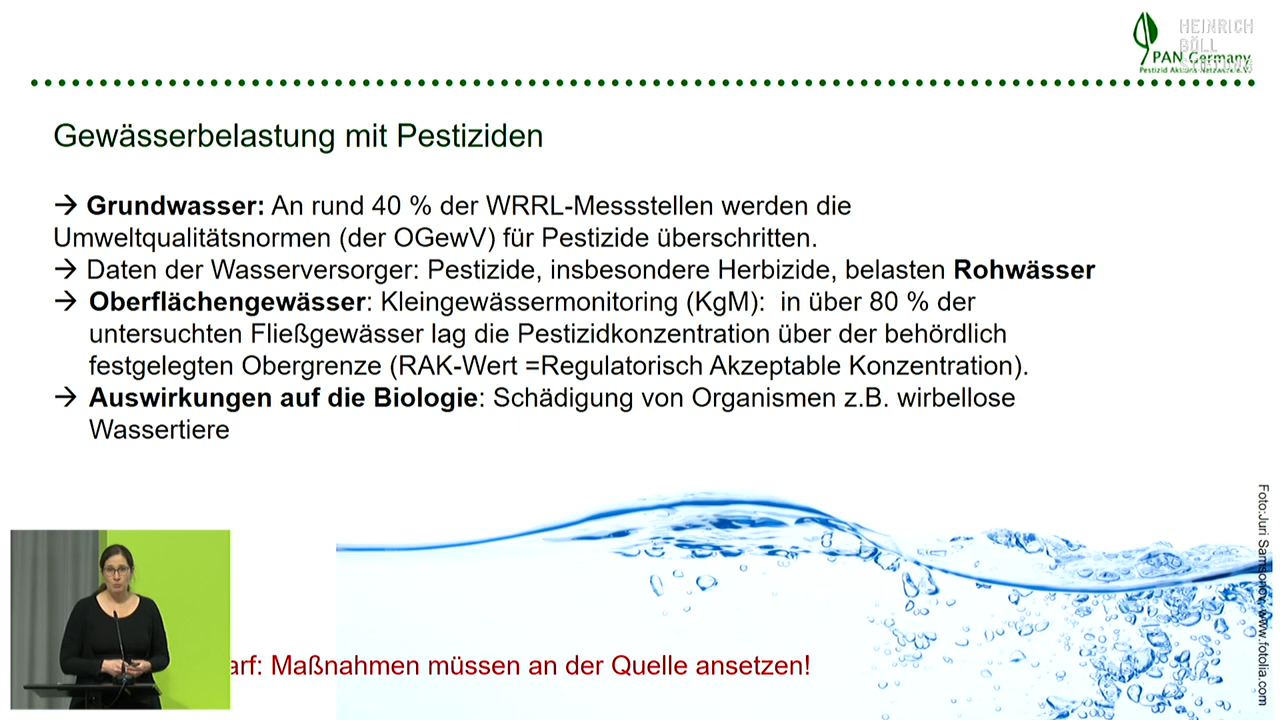 HEINRICH
BÖLL
STIFTUNG
PAN Germany
Pestizid Aktions-Netzwerk e.V.
Gewässerbelastung mit Pestiziden
→ Grundwasser: An rund 40 % der WRRL-Messstellen werden die
Umweltqualitätsnormen (der OGewV) für Pestizide überschritten.
→ Daten der Wasserversorger: Pestizide, insbesondere Herbizide, belasten Rohwässer
→ Oberflächengewässer: Kleingewässermonitoring (KgM): in über 80 % der
untersuchten Fließgewässer lag die Pestizidkonzentration über der behördlich
festgelegten Obergrenze (RAK-Wert =Regulatorisch Akzeptable Konzentration).
→ Auswirkungen auf die Biologie: Schädigung von Organismen z.B. wirbellose
Wassertiere
Foto:Juri Samsonov, www.fotolia.com
arf: Maßnahmen müssen an der Quelle ansetzen!